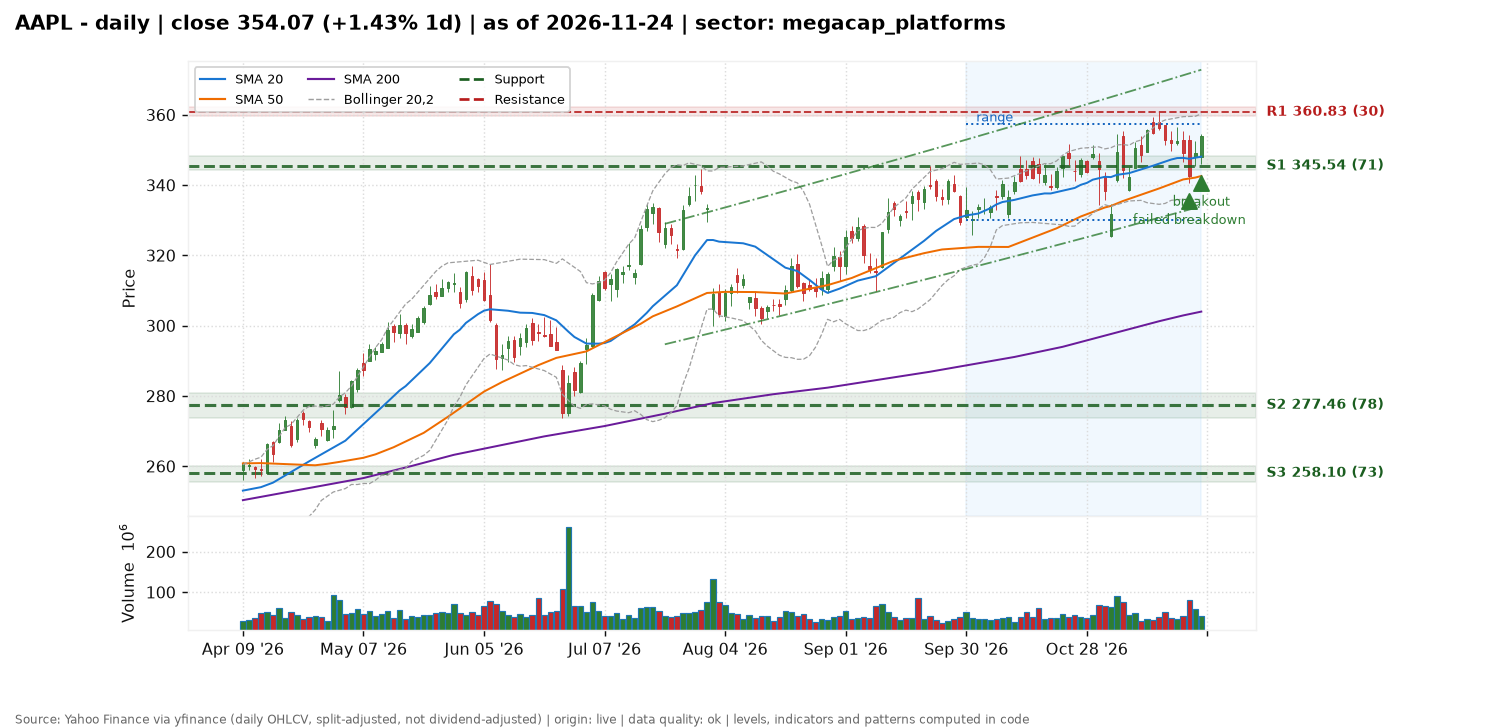 AAPL - daily | close 354.07 (+1.43% 1d) | as of 2026-11-24 | sector: megacap_platforms
SMA 20
SMA 50
SMA 200
Bollinger 20,2
Support
Resistance
Price
360
340
320
300
280
260
range
breakout
failed breakdown
R1 360.83 (30)
S1 345.54 (71)
S2 277.46 (78)
S3 258.10 (73)
Volume 10⁶
200
100
Apr 09 '26
May 07 '26
Jun 05 '26
Jul 07 '26
Aug 04 '26
Sep 01 '26
Sep 30 '26
Oct 28 '26
Source: Yahoo Finance via yfinance (daily OHLCV, split-adjusted, not dividend-adjusted) | origin: live | data quality: ok | levels, indicators and patterns computed in code